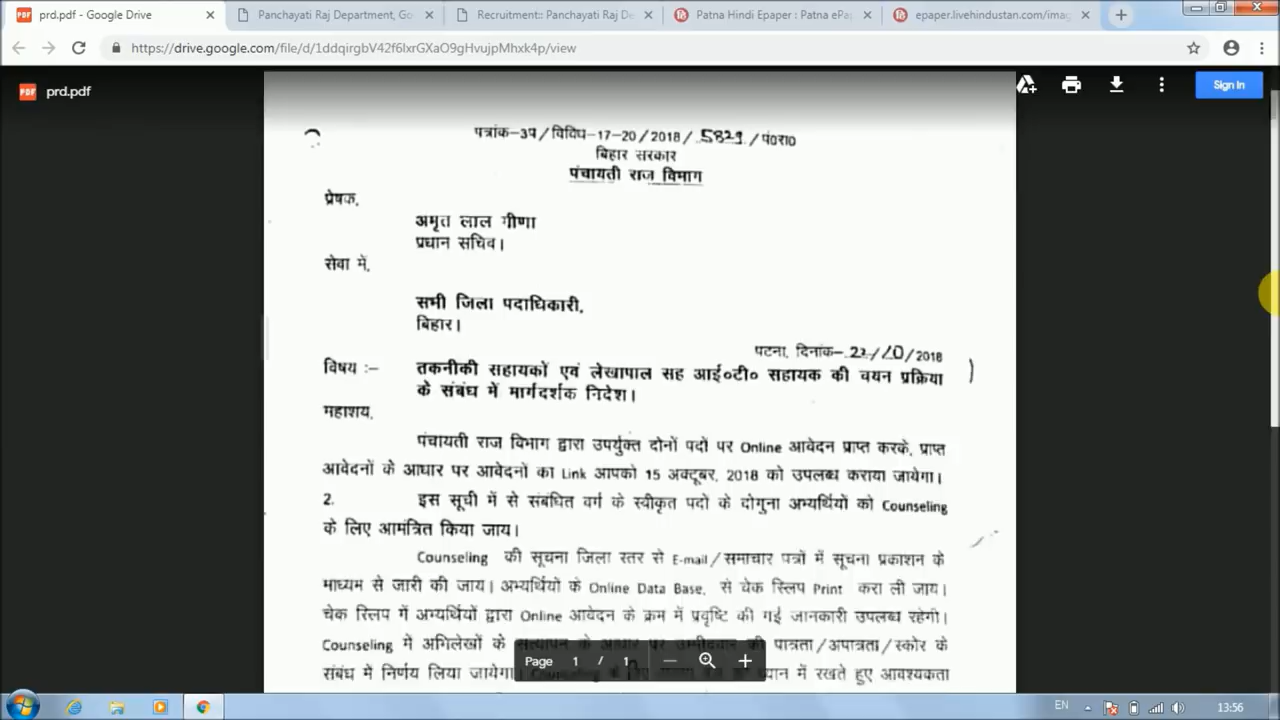 prd.pdf - Google Drive
Panchayati Raj Department, Go
Recruitment:: Panchayati Raj De
Patna Hindi Epaper : Patna ePap
epaper.livehindustan.com/imag
https://drive.google.com/file/d/1ddqirgbV42f6lxrGXaO9gHvujpMhxk4p/view
PDF prd.pdf
Sign in
पत्रांक-3प/विविध-17-20/2018/ 5829 /पं०रा०
बिहार सरकार
पंचायती राज विभाग
प्रेषक,
अमृत लाल मीणा
प्रधान सचिव।
सेवा में,
सभी जिला पदाधिकारी,
बिहार।
पटना, दिनांक- 22/10/2018
विषय :-
तकनीकी सहायकों एवं लेखापाल सह आई०टी० सहायक की चयन प्रक्रिया
के संबंध में मार्गदर्शक निदेश।
महाशय,
पंचायती राज विभाग द्वारा उपर्युक्त दोनों पदों पर Online आवेदन प्राप्त करके, प्राप्त
आवेदनों के आधार पर आवेदनों का Link आपको 15 अक्टूबर, 2018 को उपलब्ध कराया जायेगा।
2. इस सूची में से संबंधित वर्ग के स्वीकृत पदों के दोगुना अभ्यर्थियों को Counseling
के लिए आमंत्रित किया जाय।
Counseling की सूचना जिला स्तर से E-mail/समाचार पत्रों में सूचना प्रकाशन के
माध्यम से जारी की जाय। अभ्यर्थियो के Online Data Base, से चेक स्लिप Print करा ली जाय।
चेक स्लिप में अभ्यर्थियों द्वारा Online आवेदन के क्रम में प्रवृष्टि की गई जानकारी उपलब्ध रहेगी।
Counseling में अभिलेखों के सत्यापन के आधार पर उम्मीदवार की पात्रता/अपात्रता/स्कोर के
संबंध में निर्णय लिया जायेगा। Counseling के ध्यान में रखते हुए आवश्यकता
Page 1 / 1
EN
13:56